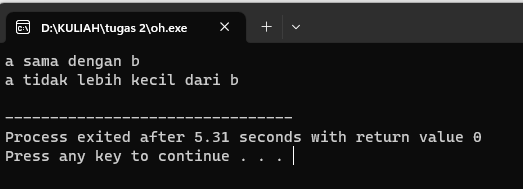 D:\KULIAH\tugas 2\oh.exe
a sama dengan b
a tidak lebih kecil dari b
--------------------------------
Process exited after 5.31 seconds with return value 0
Press any key to continue . . .